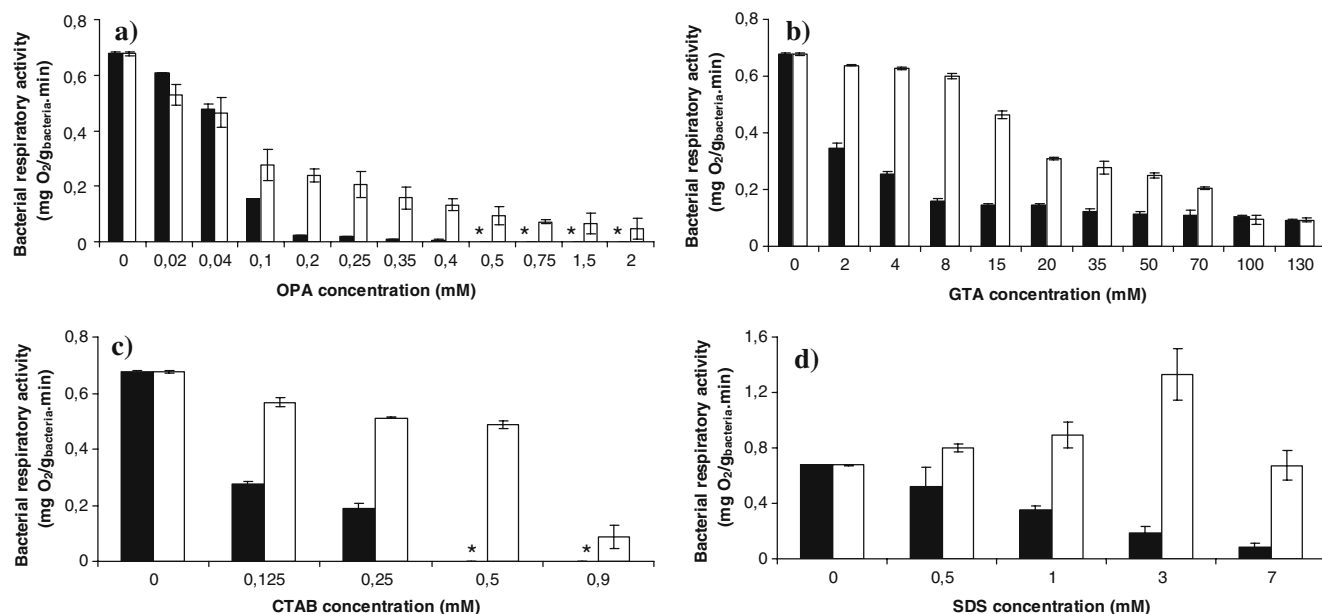 a)
Bacterial respiratory activity
(mg O₂/g_bacteria.min)
0,8
0,6
0,4
0,2
0
* * * *
0 0,02 0,04 0,1 0,2 0,25 0,35 0,4 0,5 0,75 1,5 2
OPA concentration (mM)
b)
Bacterial respiratory activity
(mg O₂/g_bacteria.min)
0,8
0,6
0,4
0,2
0
0 2 4 8 15 20 35 50 70 100 130
GTA concentration (mM)
c)
Bacterial respiratory activity
(mg O₂/g_bacteria.min)
0,8
0,6
0,4
0,2
0
* *
0 0,125 0,25 0,5 0,9
CTAB concentration (mM)
d)
Bacterial respiratory activity
(mg O₂/g_bacteria.min)
1,6
1,2
0,8
0,4
0
0 0,5 1 3 7
SDS concentration (mM)